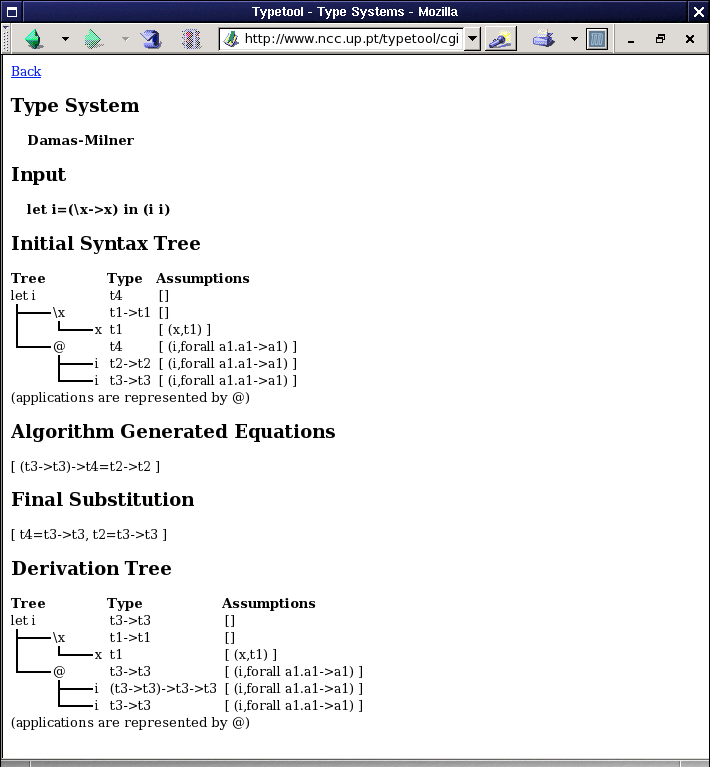 Typetool - Type Systems - Mozilla
http://www.ncc.up.pt/typetool/cgi
Back
Type System
Damas-Milner
Input
let i=(\x->x) in (i i)
Initial Syntax Tree
Tree Type Assumptions
let i t4 []
\x t1->t1 []
x t1 [ (x,t1) ]
@ t4 [ (i,forall a1.a1->a1) ]
i t2->t2 [ (i,forall a1.a1->a1) ]
i t3->t3 [ (i,forall a1.a1->a1) ]
(applications are represented by @)
Algorithm Generated Equations
[ (t3->t3)->t4=t2->t2 ]
Final Substitution
[ t4=t3->t3, t2=t3->t3 ]
Derivation Tree
Tree Type Assumptions
let i t3->t3 []
\x t1->t1 []
x t1 [ (x,t1) ]
@ t3->t3 [ (i,forall a1.a1->a1) ]
i (t3->t3)->t3->t3 [ (i,forall a1.a1->a1) ]
i t3->t3 [ (i,forall a1.a1->a1) ]
(applications are represented by @)